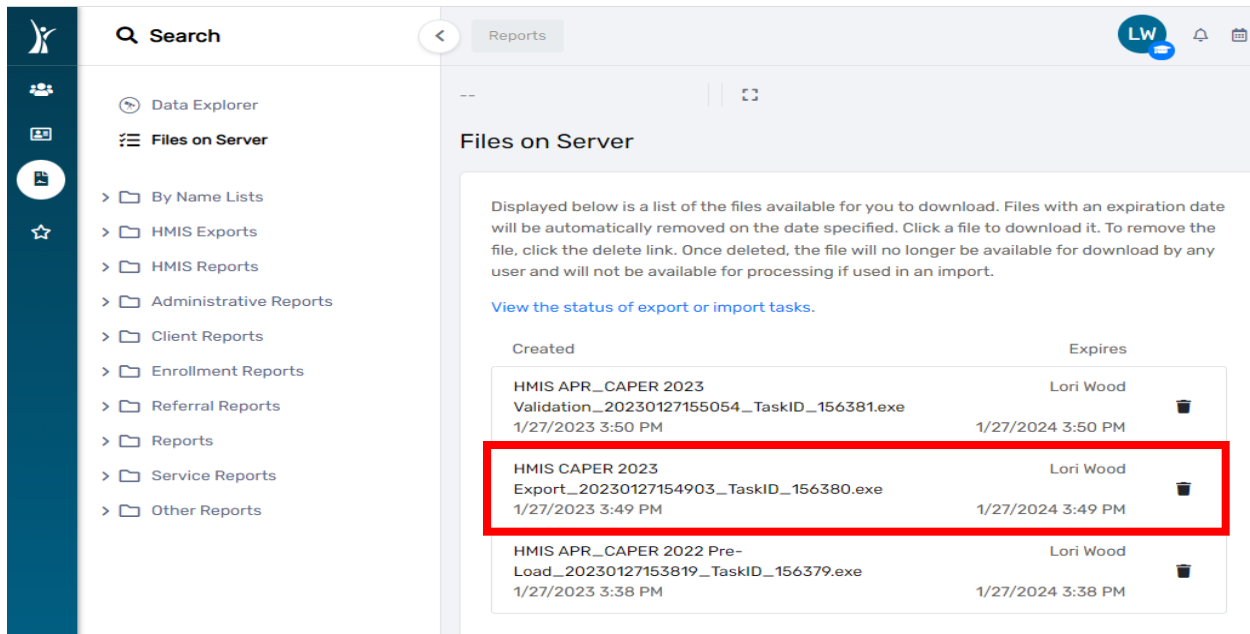 Search
Reports
LW
Data Explorer
Files on Server
By Name Lists
HMIS Exports
HMIS Reports
Administrative Reports
Client Reports
Enrollment Reports
Referral Reports
Reports
Service Reports
Other Reports
--
Files on Server
Displayed below is a list of the files available for you to download. Files with an expiration date
will be automatically removed on the date specified. Click a file to download it. To remove the
file, click the delete link. Once deleted, the file will no longer be available for download by any
user and will not be available for processing if used in an import.
View the status of export or import tasks.
Created Expires
HMIS APR_CAPER 2023 Lori Wood
Validation_20230127155054_TaskID_156381.exe
1/27/2023 3:50 PM 1/27/2024 3:50 PM
HMIS CAPER 2023 Lori Wood
Export_20230127154903_TaskID_156380.exe
1/27/2023 3:49 PM 1/27/2024 3:49 PM
HMIS APR_CAPER 2022 Pre- Lori Wood
Load_20230127153819_TaskID_156379.exe
1/27/2023 3:38 PM 1/27/2024 3:38 PM